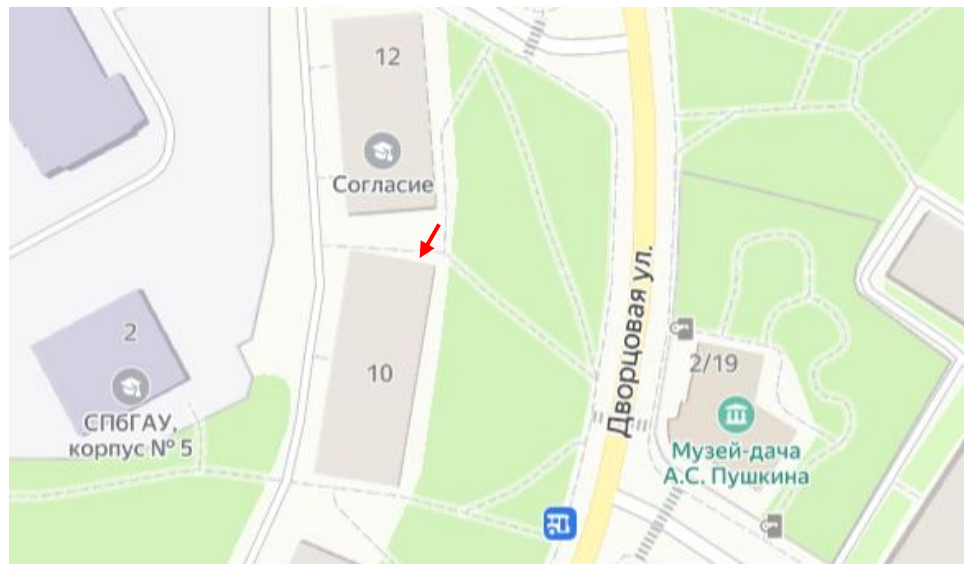 12
Согласие
Дворцовая ул.
2
СПбГАУ,
корпус № 5
10
2/19
Музей-дача
А.С. Пушкина